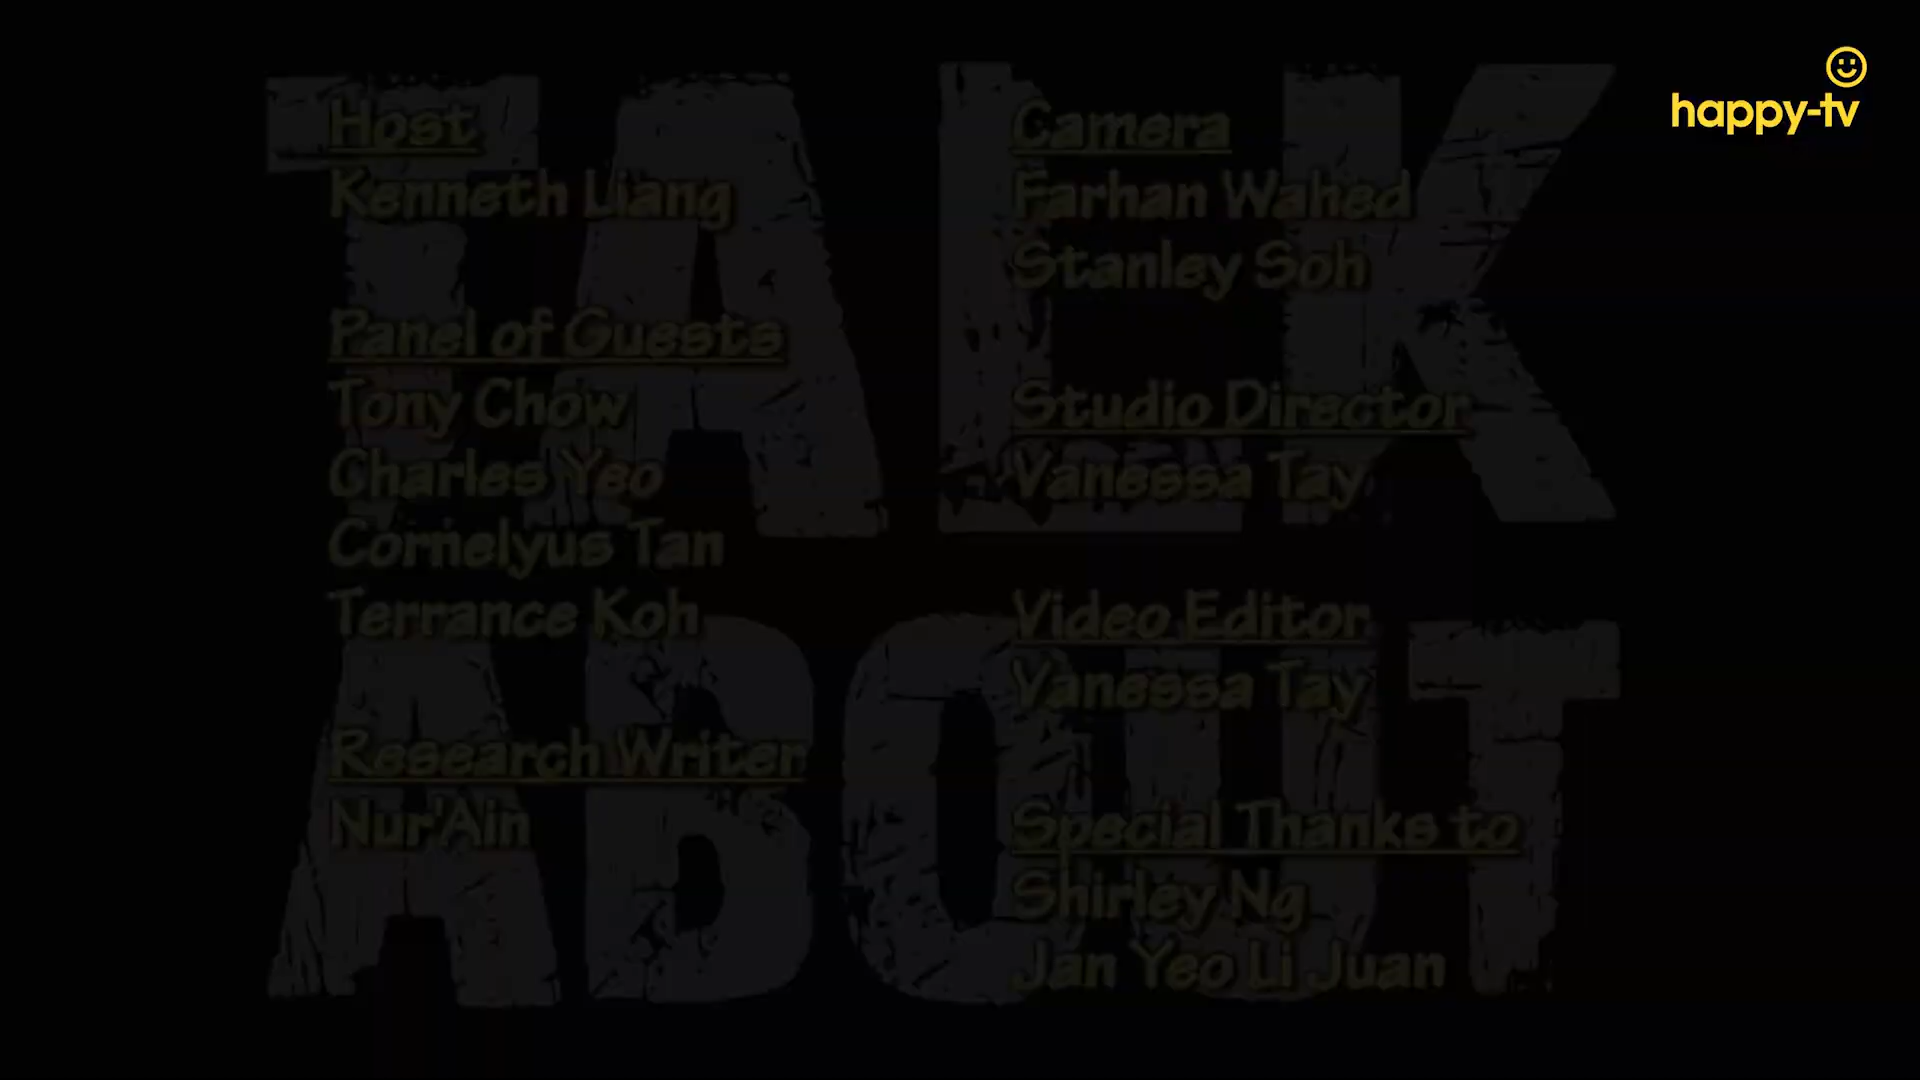 happy-tv
TALK
ABOUT
Host
Kenneth Liang
Panel of Guests
Tony Chow
Charles Yeo
Cornelyus Tan
Terrance Koh
Research Writer
Nur'Ain
Camera
Farhan Wahed
Stanley Soh
Studio Director
Vanessa Tay
Video Editor
Vanessa Tay
Special Thanks to
Shirley Ng
Jan Yeo Li Juan